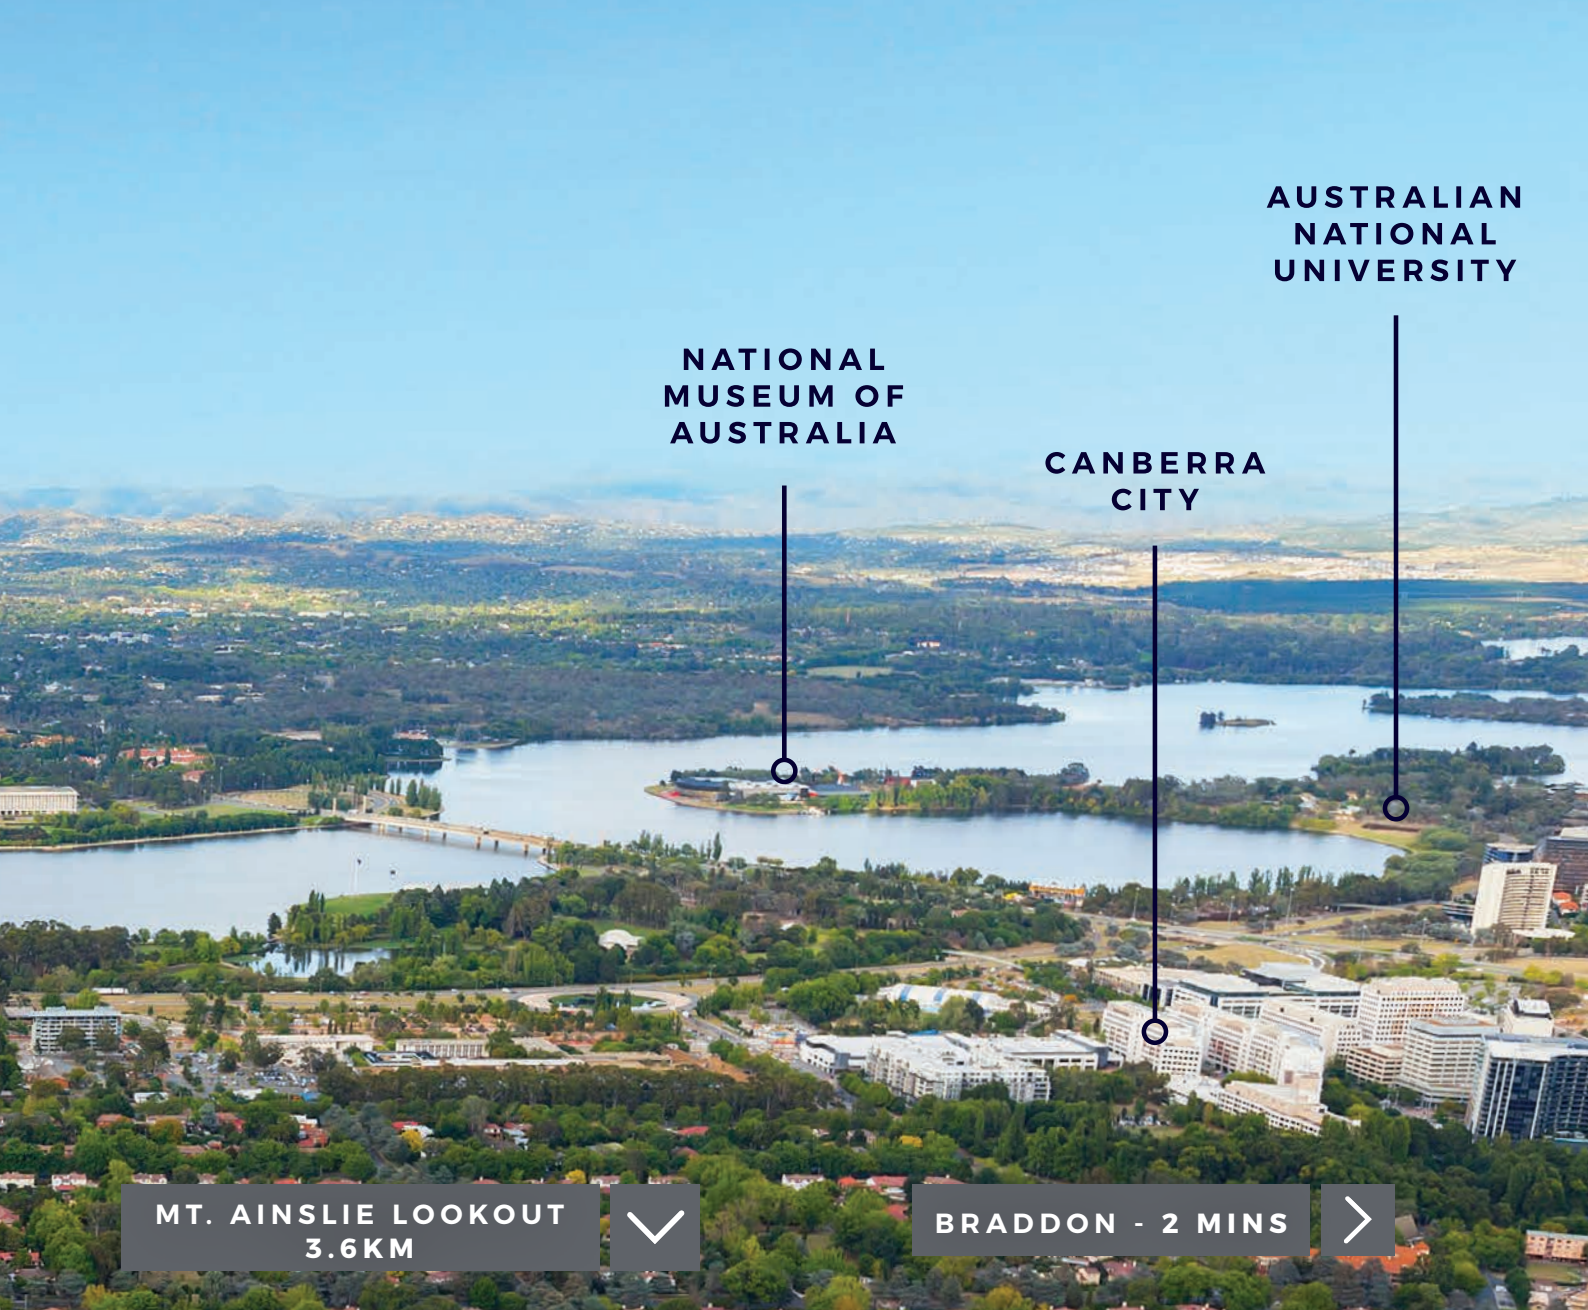 AUSTRALIAN
NATIONAL
UNIVERSITY
NATIONAL
MUSEUM OF
AUSTRALIA
CANBERRA
CITY
MT. AINSLIE LOOKOUT
3.6KM
BRADDON - 2 MINS